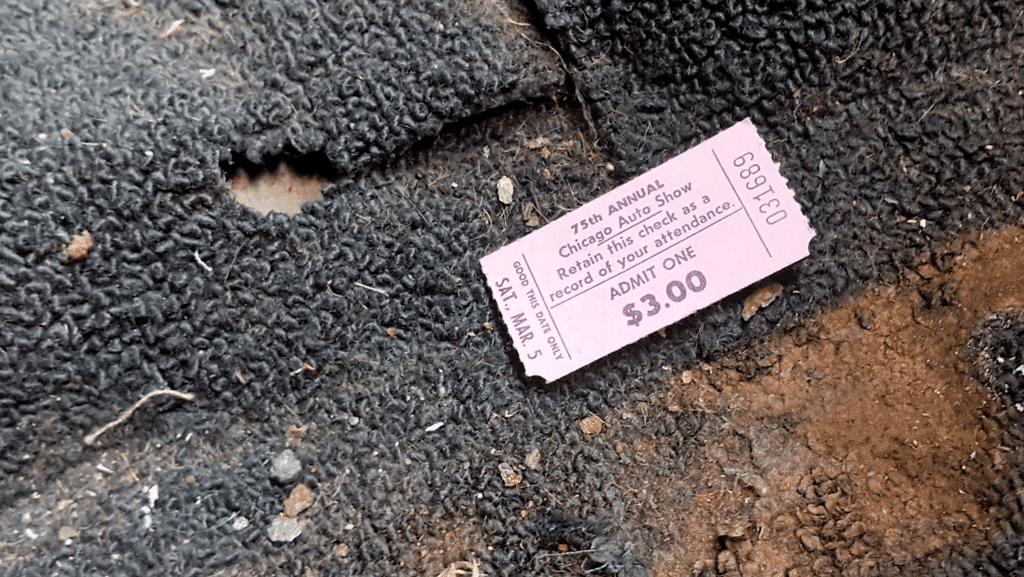 75th ANNUAL
Chicago Auto Show
Retain this check as a
record of your attendance.
ADMIT ONE
$3.00
GOOD THIS DATE ONLY
SAT., MAR. 5
031689